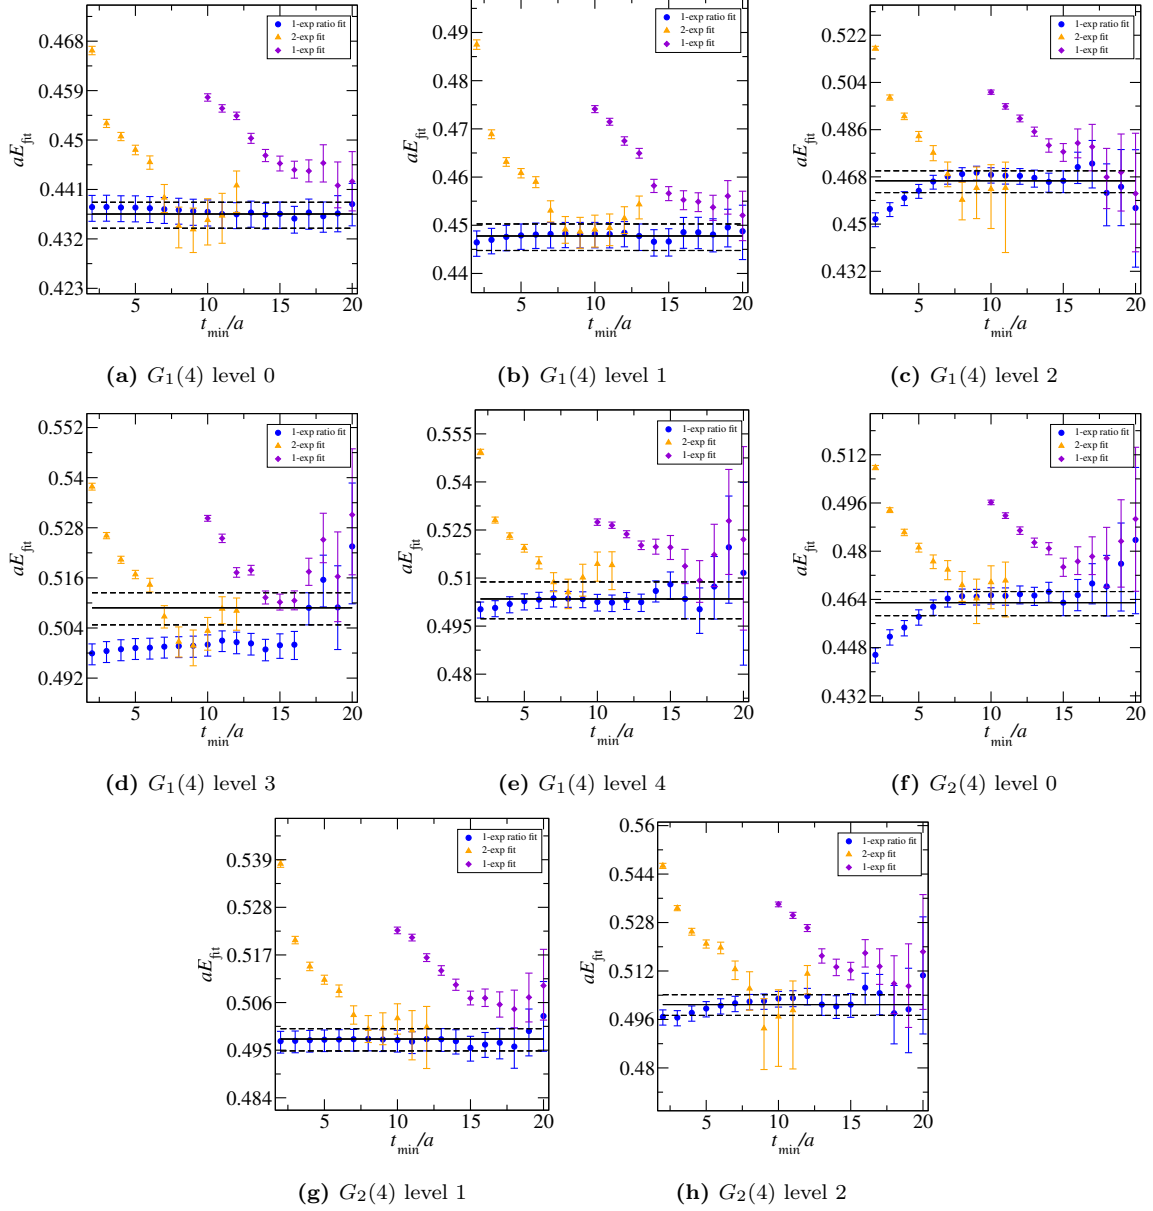 0.468
0.459
0.45
0.441
0.432
0.423
aE_fit
1-exp ratio fit
2-exp fit
1-exp fit
5 10 15 20
t_min/a
(a) G₁(4) level 0
0.49
0.48
0.47
0.46
0.45
0.44
aE_fit
1-exp ratio fit
2-exp fit
1-exp fit
5 10 15 20
t_min/a
(b) G₁(4) level 1
0.522
0.504
0.486
0.468
0.45
0.432
aE_fit
1-exp ratio fit
2-exp fit
1-exp fit
5 10 15 20
t_min/a
(c) G₁(4) level 2
0.552
0.54
0.528
0.516
0.504
0.492
aE_fit
1-exp ratio fit
2-exp fit
1-exp fit
5 10 15 20
t_min/a
(d) G₁(4) level 3
0.555
0.54
0.525
0.51
0.495
0.48
aE_fit
1-exp ratio fit
2-exp fit
1-exp fit
5 10 15 20
t_min/a
(e) G₁(4) level 4
0.512
0.496
0.48
0.464
0.448
0.432
aE_fit
1-exp ratio fit
2-exp fit
1-exp fit
5 10 15 20
t_min/a
(f) G₂(4) level 0
0.539
0.528
0.517
0.506
0.495
0.484
aE_fit
1-exp ratio fit
2-exp fit
1-exp fit
5 10 15 20
t_min/a
(g) G₂(4) level 1
0.56
0.544
0.528
0.512
0.496
0.48
aE_fit
1-exp ratio fit
2-exp fit
1-exp fit
5 10 15 20
t_min/a
(h) G₂(4) level 2